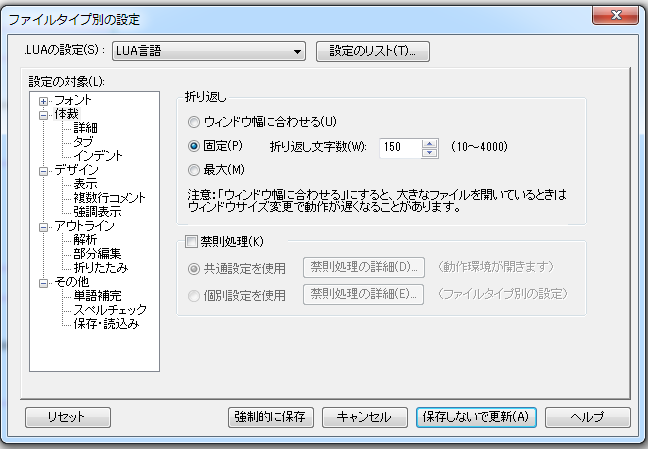 ファイルタイプ別の設定
.LUAの設定(S): LUA言語 設定のリスト(T)...
設定の対象(L):
フォント
体裁
詳細
タブ
インデント
デザイン
表示
複数行コメント
強調表示
アウトライン
解析
部分編集
折りたたみ
その他
単語補完
スペルチェック
保存・読込み
折り返し
ウィンドウ幅に合わせる(U)
固定(P) 折り返し文字数(W): 150 (10～4000)
最大(M)
注意:「ウィンドウ幅に合わせる」にすると、大きなファイルを開いているときは
ウィンドウサイズ変更で動作が遅くなることがあります。
禁則処理(K)
共通設定を使用 禁則処理の詳細(D)... (動作環境が開きます)
個別設定を使用 禁則処理の詳細(E)... (ファイルタイプ別の設定)
リセット 強制的に保存 キャンセル 保存しないで更新(A) ヘルプ